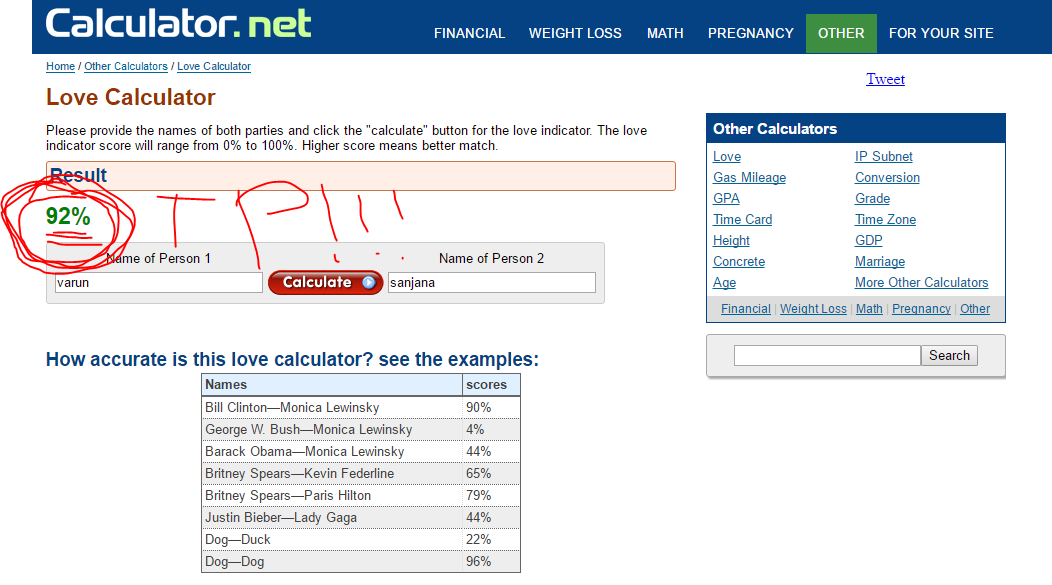 Calculator.net
FINANCIAL WEIGHT LOSS MATH PREGNANCY OTHER FOR YOUR SITE
Home / Other Calculators / Love Calculator
Tweet
Love Calculator
Please provide the names of both parties and click the "calculate" button for the love indicator. The love
indicator score will range from 0% to 100%. Higher score means better match.
Result
92%
TP!!!
Name of Person 1 Name of Person 2
varun Calculate sanjana
How accurate is this love calculator? see the examples:
Names scores
Bill Clinton—Monica Lewinsky 90%
George W. Bush—Monica Lewinsky 4%
Barack Obama—Monica Lewinsky 44%
Britney Spears—Kevin Federline 65%
Britney Spears—Paris Hilton 79%
Justin Bieber—Lady Gaga 44%
Dog—Duck 22%
Dog—Dog 96%
Other Calculators
Love IP Subnet
Gas Mileage Conversion
GPA Grade
Time Card Time Zone
Height GDP
Concrete Marriage
Age More Other Calculators
Financial | Weight Loss | Math | Pregnancy | Other
Search